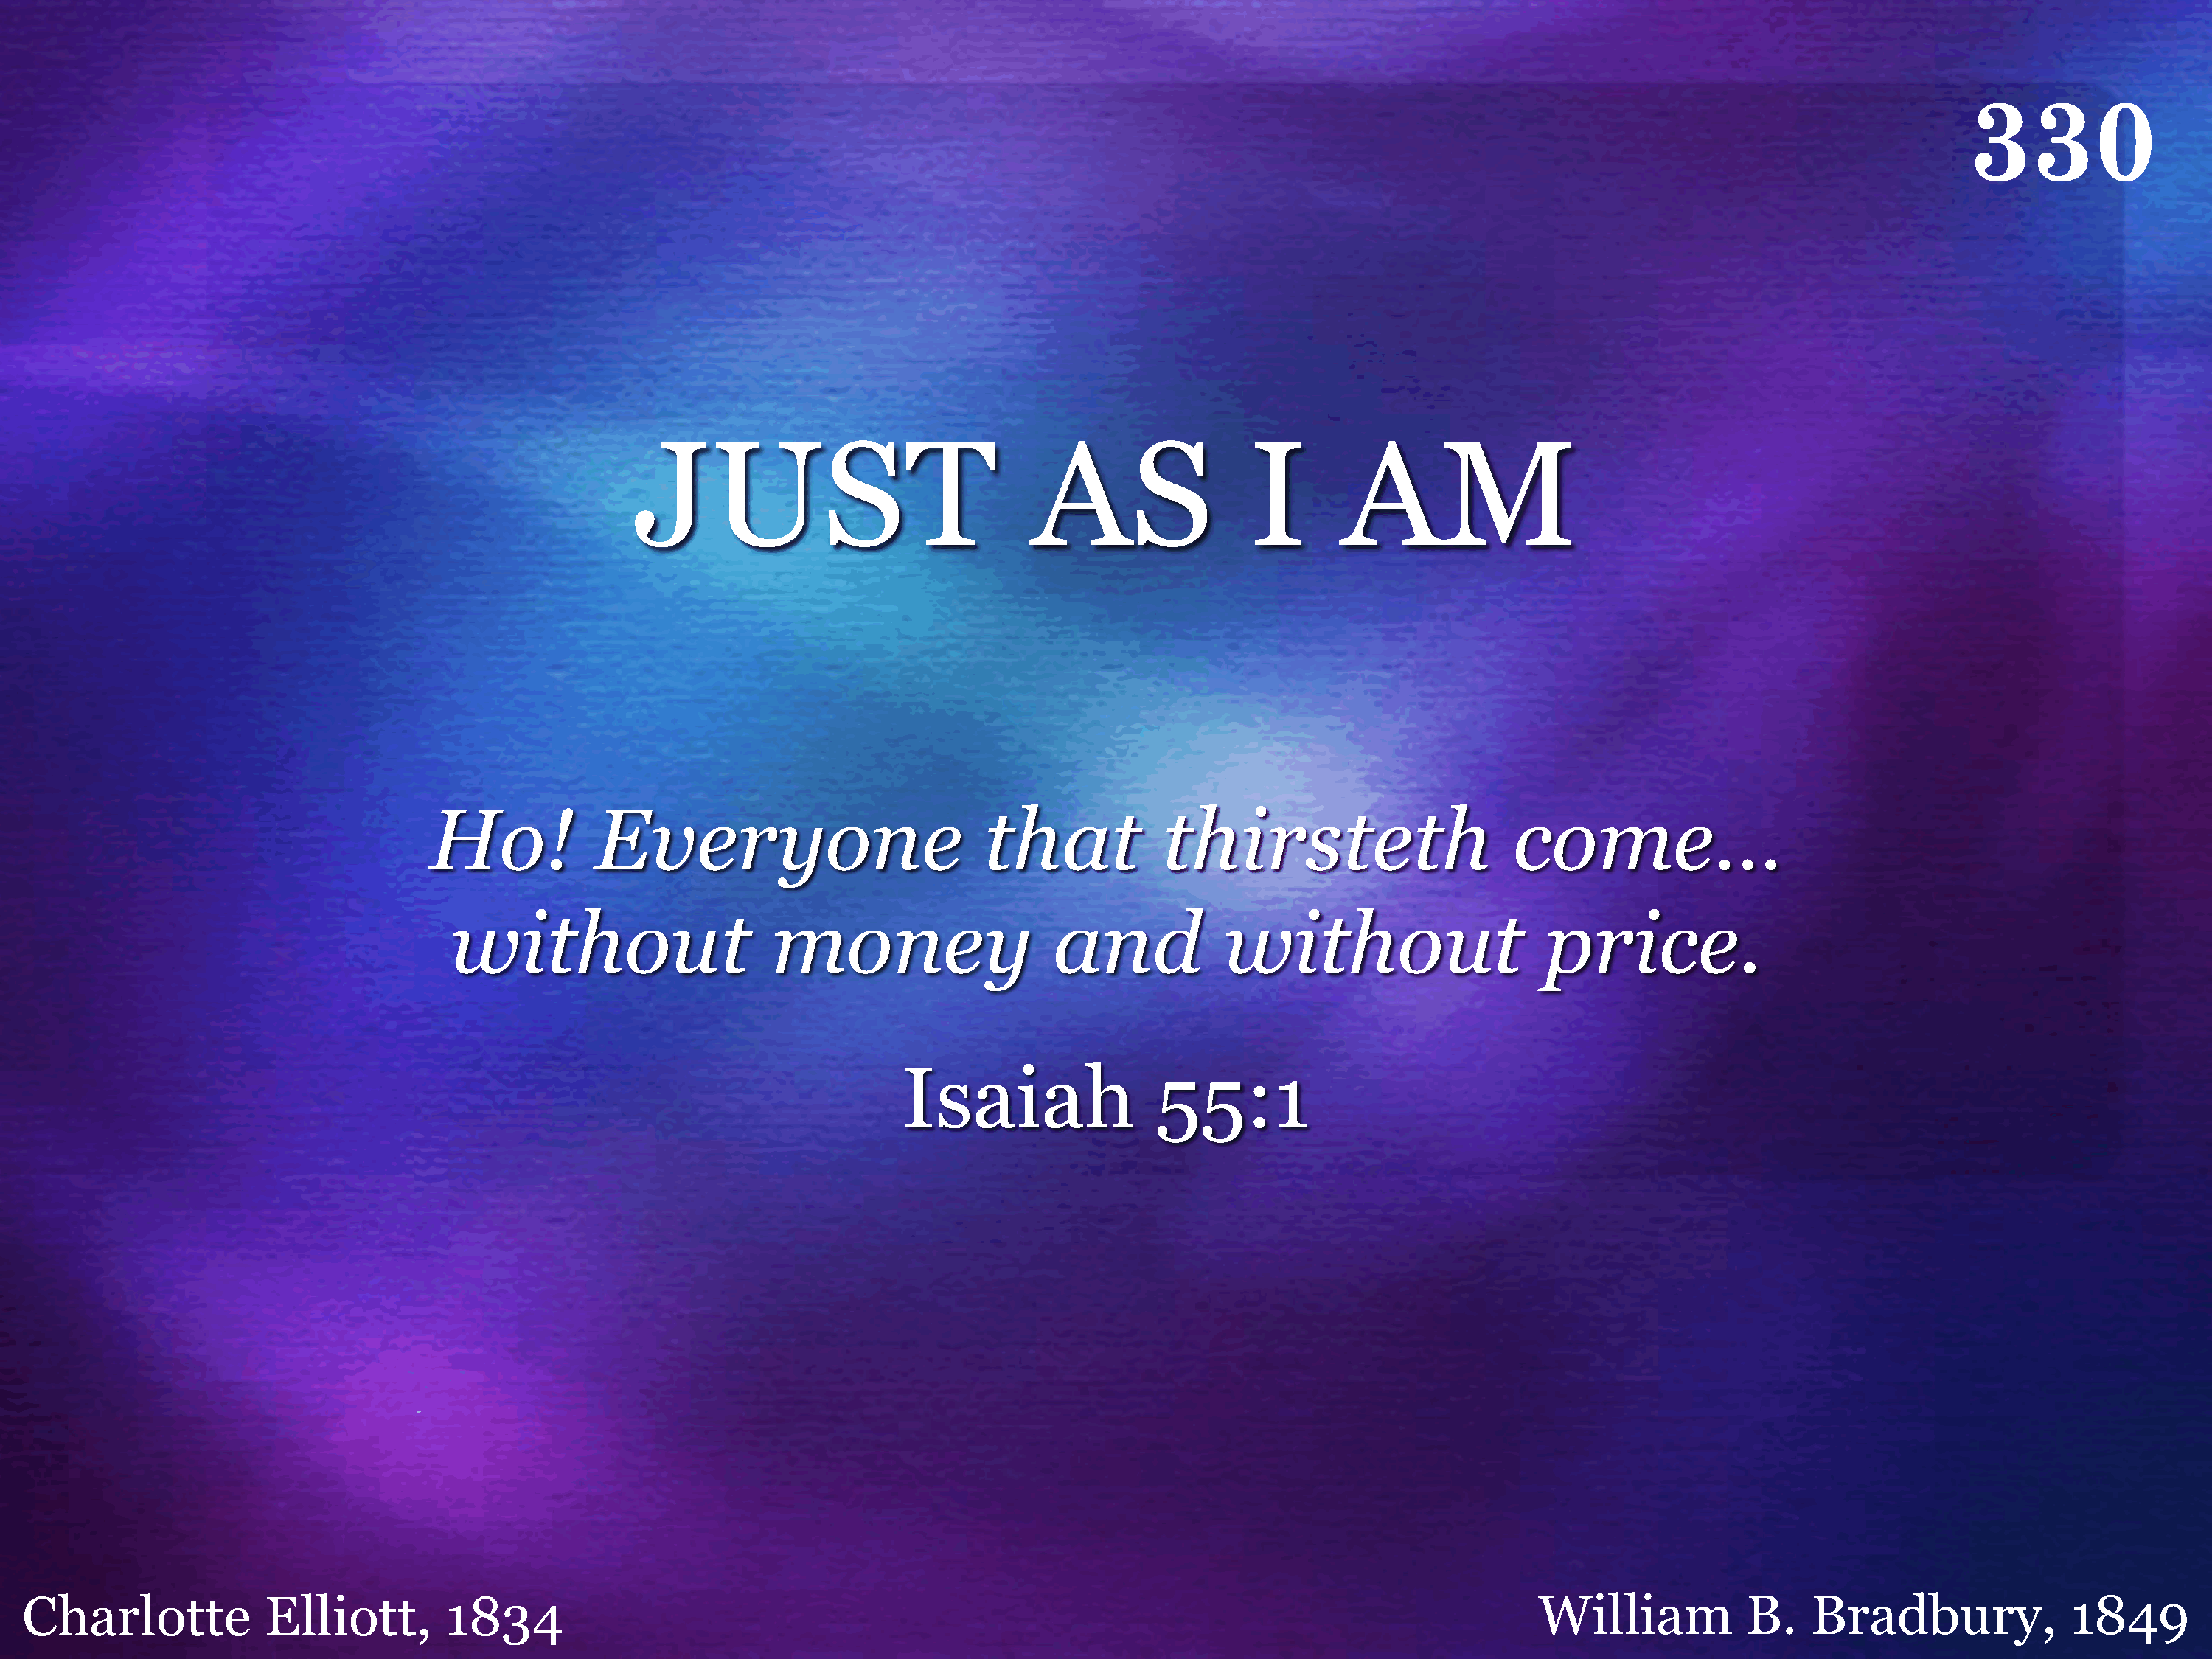 330
JUST AS I AM
Ho! Everyone that thirsteth come...
without money and without price.
Isaiah 55:1
Charlotte Elliott, 1834
William B. Bradbury, 1849